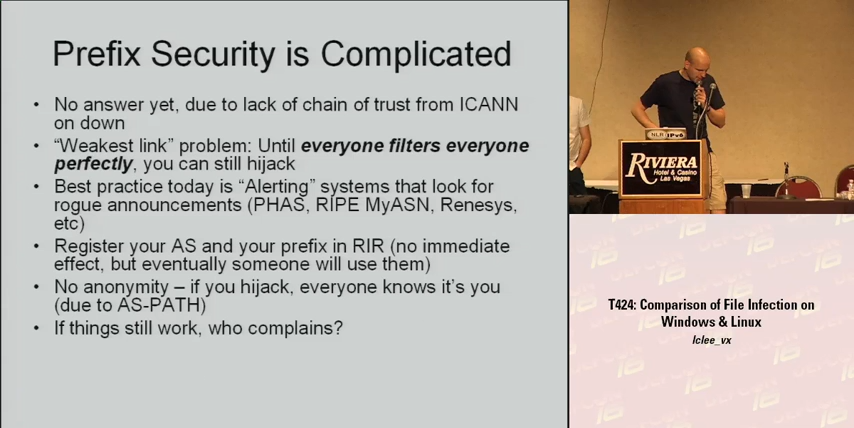 Prefix Security is Complicated
• No answer yet, due to lack of chain of trust from ICANN
on down
• “Weakest link” problem: Until everyone filters everyone
perfectly, you can still hijack
• Best practice today is “Alerting” systems that look for
rogue announcements (PHAS, RIPE MyASN, Renesys,
etc)
• Register your AS and your prefix in RIR (no immediate
effect, but eventually someone will use them)
• No anonymity – if you hijack, everyone knows it’s you
(due to AS-PATH)
• If things still work, who complains?
IPv6
RIVIERA
Hotel & Casino
Las Vegas
T424: Comparison of File Infection on
Windows & Linux
lclee_vx